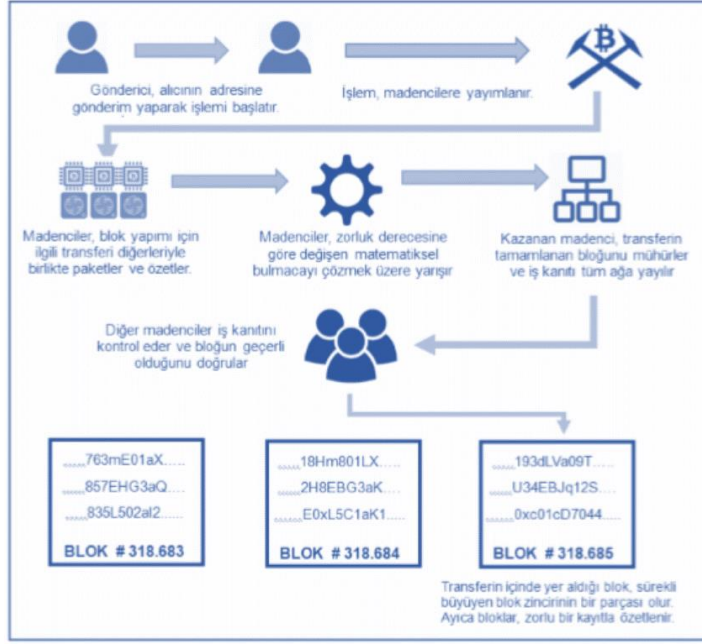 Gönderici, alıcının adresine
gönderim yaparak işlemi başlatır.
İşlem, madencilere yayımlanır.
Madenciler, blok yapımı için
ilgili transferi diğerleriyle
birlikte paketler ve özetler.
Madenciler, zorluk derecesine
göre değişen matematiksel
bulmacayı çözmek üzere yarışır
Kazanan madenci, transferin
tamamlanan bloğunu mühürler
ve iş kanıtı tüm ağa yayılır
Diğer madenciler iş kanıtını
kontrol eder ve bloğun geçerli
olduğunu doğrular
......763mE01aX.....
......857EHG3aQ....
......835L502aI2......
BLOK # 318.683
......18Hm801LX.....
......2H8EBG3aK....
.......E0xL5C1aK1.....
BLOK # 318.684
......193dLVa09T.....
......U34EBJq12S....
.......0xc01cD7044.....
BLOK # 318.685
Transferin içinde yer aldığı blok, sürekli
büyüyen blok zincirinin bir parçası olur.
Ayıca bloklar, zorlu bir kayıtla özetlenir.